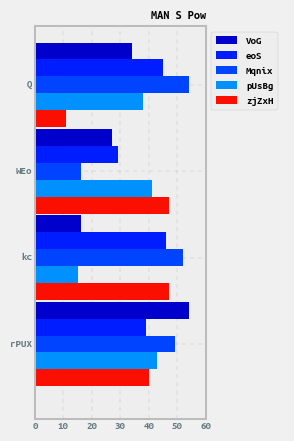 MAN S Pow
VoG
eoS
Mqnix
pUsBg
zjZxH
Q
WEo
kc
rPUX
0 10 20 30 40 50 60